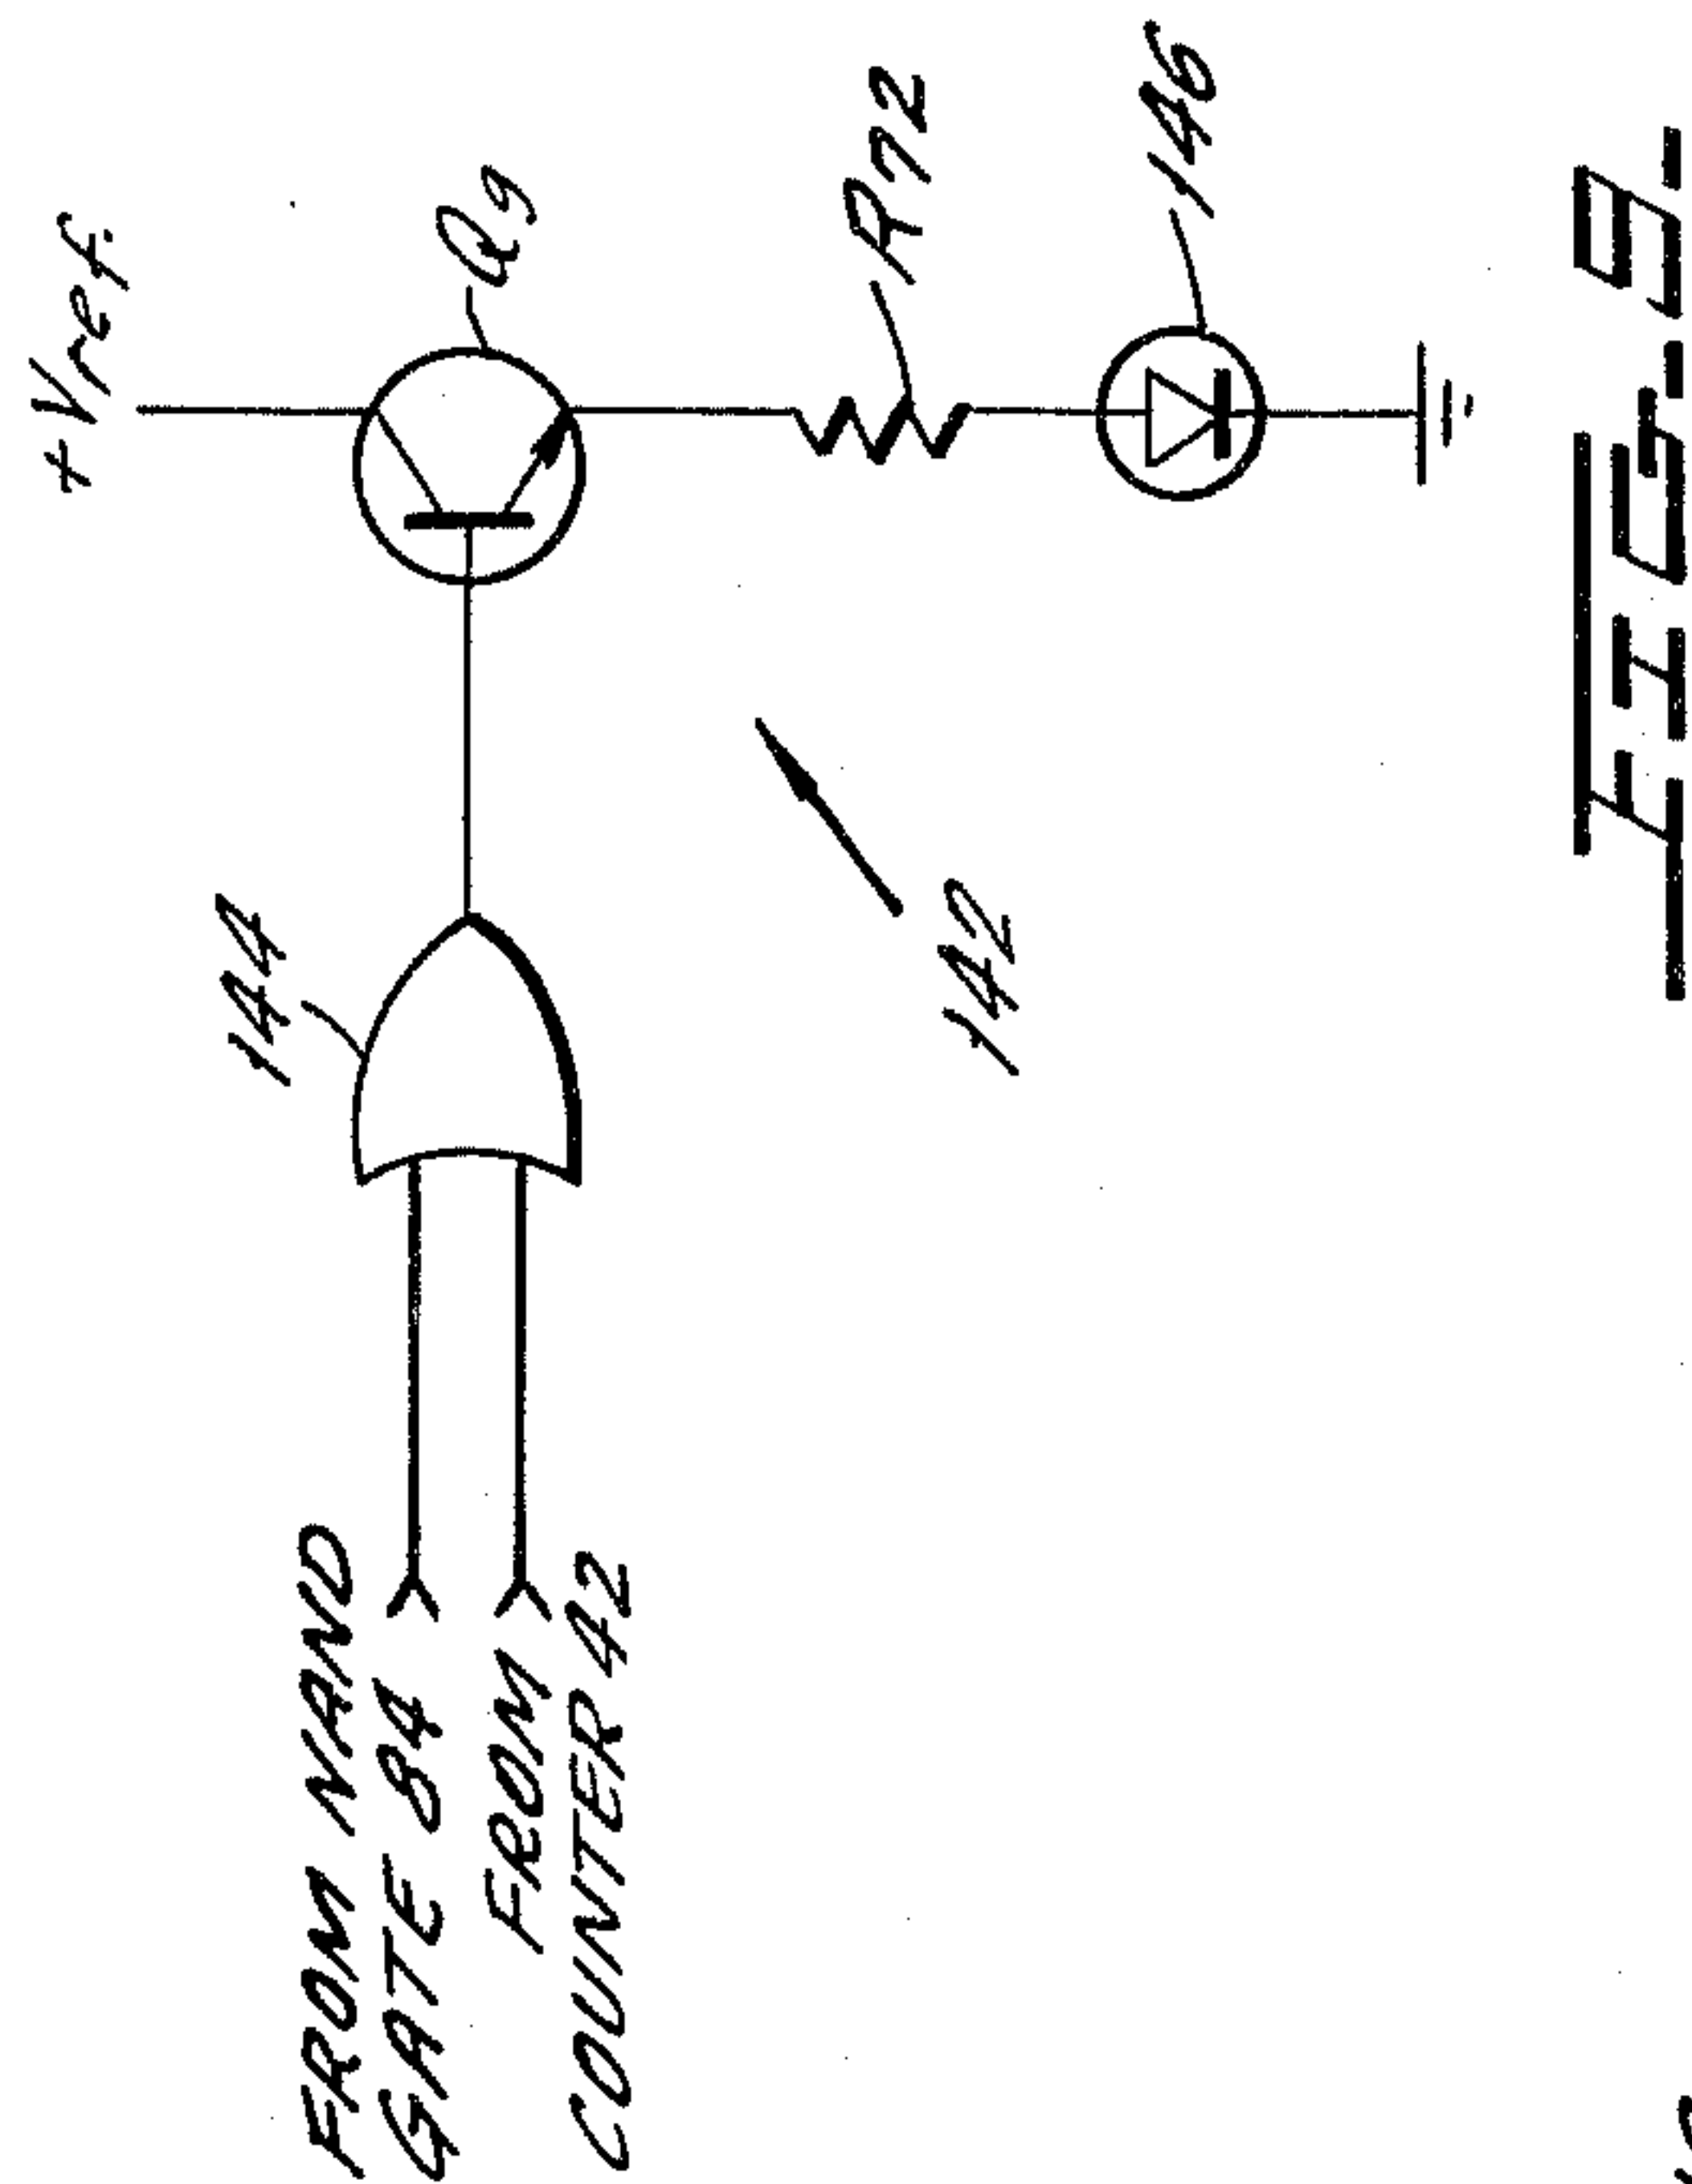 +Vref.
144
Q9
FROM NAND
GATE 84
FROM
COUNTER 42
R72
142
146
FIG-9-